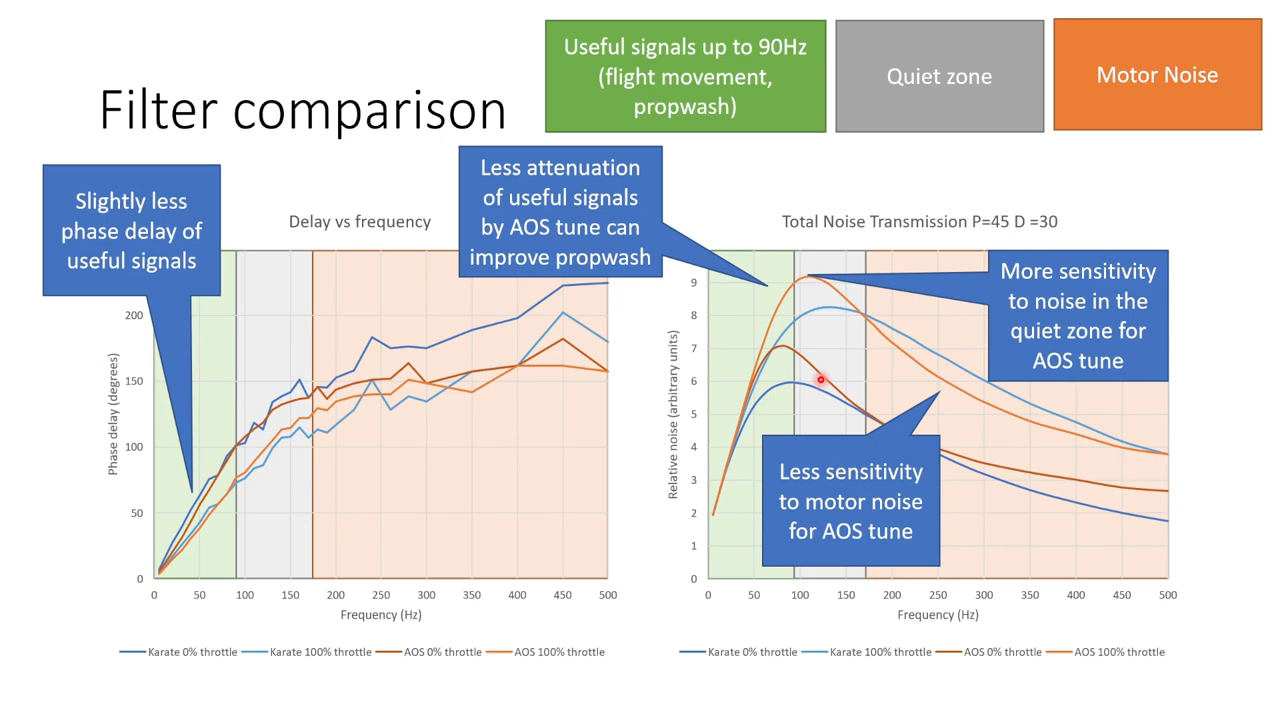 Filter comparison
Useful signals up to 90Hz
(flight movement,
propwash)
Quiet zone
Motor Noise
Slightly less
phase delay of
useful signals
Less attenuation
of useful signals
by AOS tune can
improve propwash
Delay vs frequency
200
150
100
50
0
Phase delay (degrees)
0 50 100 150 200 250 300 350 400 450 500
Frequency (Hz)
Karate 0% throttle Karate 100% throttle AOS 0% throttle AOS 100% throttle
Total Noise Transmission P=45 D =30
More sensitivity
to noise in the
quiet zone for
AOS tune
Less sensitivity
to motor noise
for AOS tune
9
8
7
6
5
4
3
2
1
0
Relative noise (arbitrary units)
0 50 100 150 200 250 300 350 400 450 500
Frequency (Hz)
Karate 0% throttle Karate 100% throttle AOS 0% throttle AOS 100% throttle